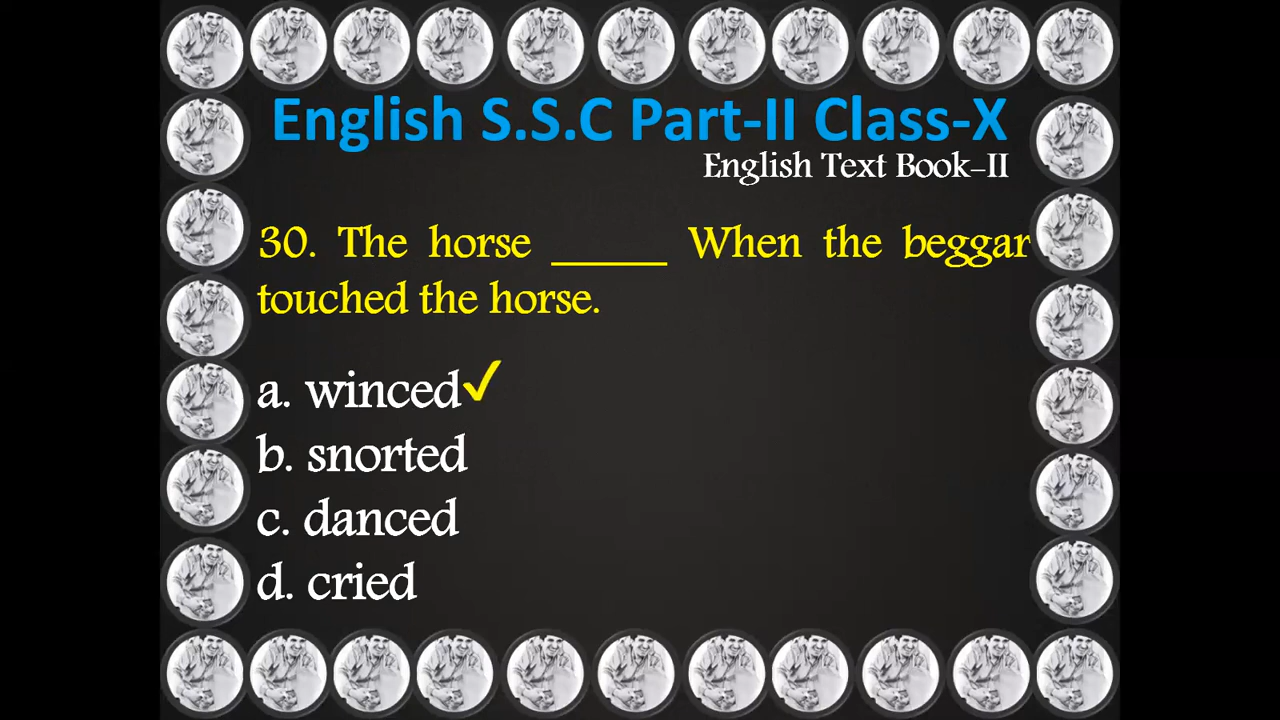 English S.S.C Part-II Class-X
English Text Book-II
30. The horse _____ When the beggar
touched the horse.
a. winced✓
b. snorted
c. danced
d. cried